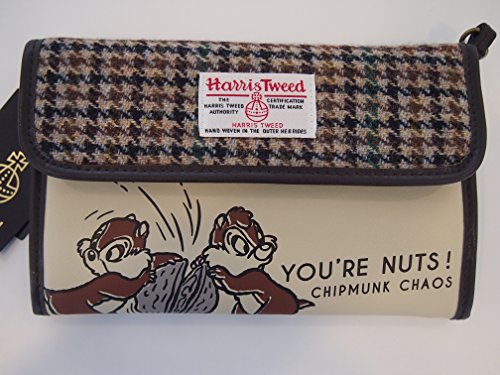 Harris Tweed
THE HARRIS TWEED AUTHORITY
CERTIFICATION TRADE MARK
HARRIS TWEED
HAND WOVEN IN THE OUTER HEBRIDES
YOU'RE NUTS!
CHIPMUNK CHAOS